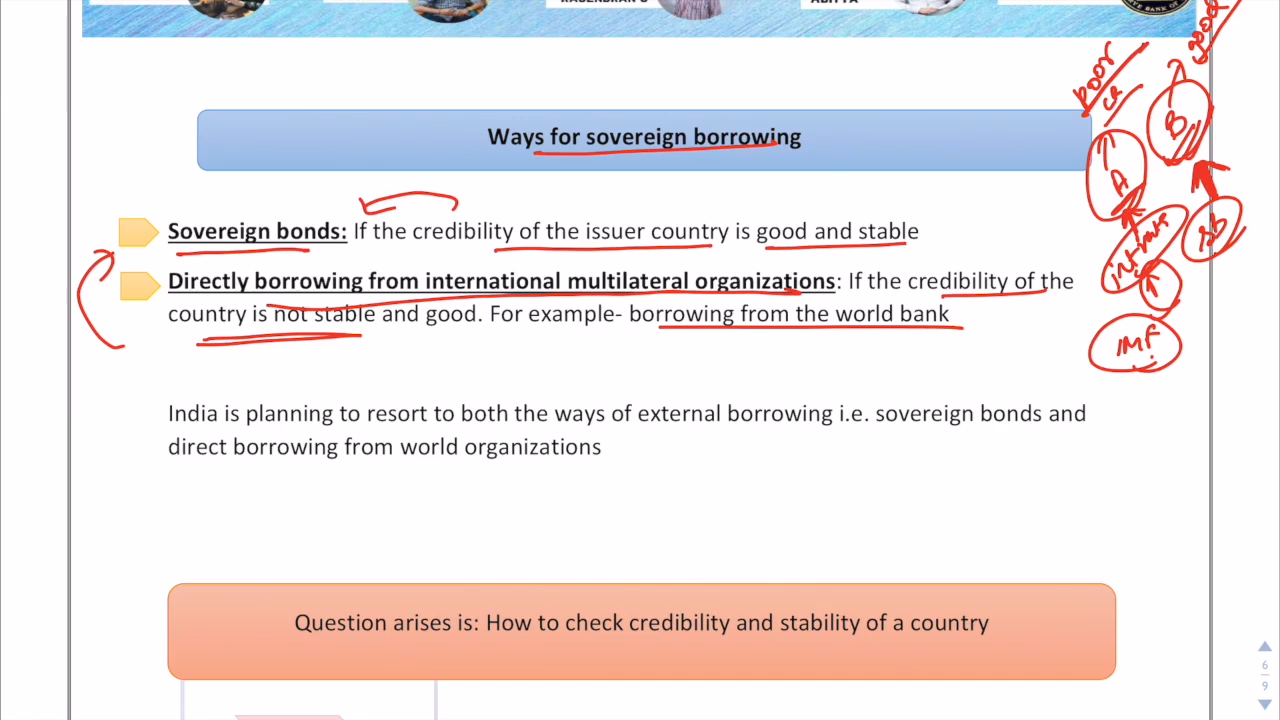 Ways for sovereign borrowing
Sovereign bonds: If the credibility of the issuer country is good and stable
Directly borrowing from international multilateral organizations: If the credibility of the
country is not stable and good. For example- borrowing from the world bank
India is planning to resort to both the ways of external borrowing i.e. sovereign bonds and
direct borrowing from world organizations
Question arises is: How to check credibility and stability of a country
poor
good
B
A
IMF
6
9